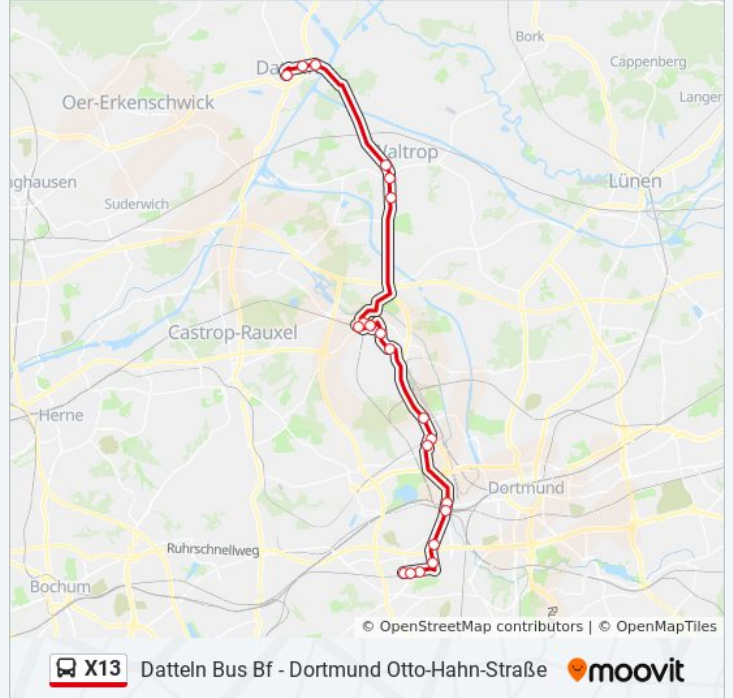 Bork
Cappenberg
Langer
Da
Oer-Erkenschwick
Waltrop
Lünen
nghausen
Suderwich
Castrop-Rauxel
Herne
Dortmund
Ruhrschnellweg
Bochum
© OpenStreetMap contributors | © OpenMapTiles
X13 Datteln Bus Bf - Dortmund Otto-Hahn-Straße moovit